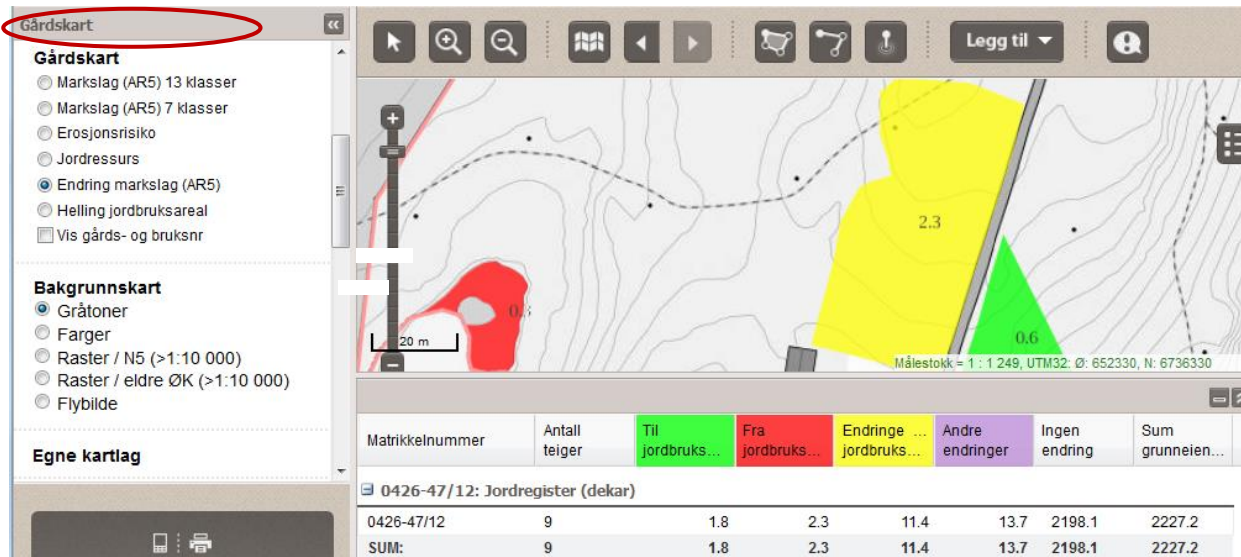 Gårdskart
Gårdskart
Markslag (AR5) 13 klasser
Markslag (AR5) 7 klasser
Erosjonsrisiko
Jordressurs
Endring markslag (AR5)
Helling jordbruksareal
Vis gårds- og bruksnr
Bakgrunnskart
Gråtoner
Farger
Raster / N5 (>1:10 000)
Raster / eldre ØK (>1:10 000)
Flybilde
Egne kartlag
Legg til
2.3
0.6
20 m
Målestokk = 1 : 1 249, UTM32: Ø: 652330, N: 6736330
Matrikkelnummer Antall teiger Til jordbruks... Fra jordbruks... Endringe ... jordbruks... Andre endringer Ingen endring Sum grunneien...
0426-47/12: Jordregister (dekar)
0426-47/12 9 1.8 2.3 11.4 13.7 2198.1 2227.2
SUM: 9 1.8 2.3 11.4 13.7 2198.1 2227.2